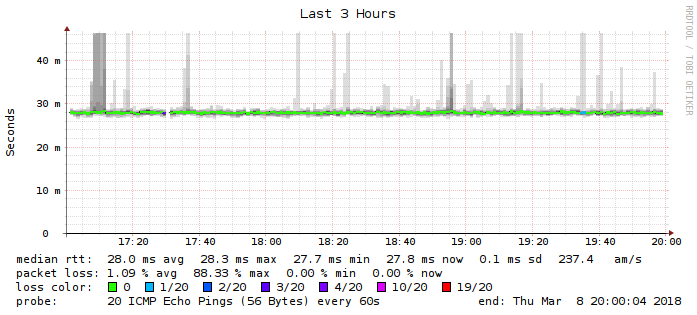 Last 3 Hours
RRDTOOL / TOBI OETIKER
Seconds
40 m
30 m
20 m
10 m
0
17:20 17:40 18:00 18:20 18:40 19:00 19:20 19:40 20:00
median rtt: 28.0 ms avg 28.3 ms max 27.7 ms min 27.8 ms now 0.1 ms sd 237.4 am/s
packet loss: 1.09 % avg 88.33 % max 0.00 % min 0.00 % now
loss color: 0 1/20 2/20 3/20 4/20 10/20 19/20
probe: 20 ICMP Echo Pings (56 Bytes) every 60s end: Thu Mar 8 20:00:04 2018